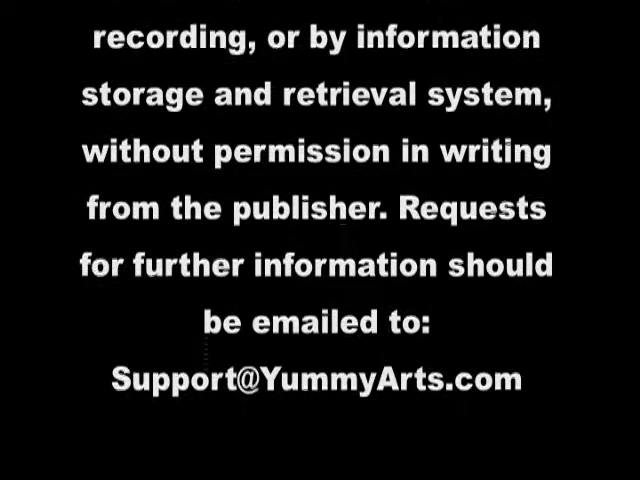 recording, or by information
storage and retrieval system,
without permission in writing
from the publisher. Requests
for further information should
be emailed to:
Support@YummyArts.com